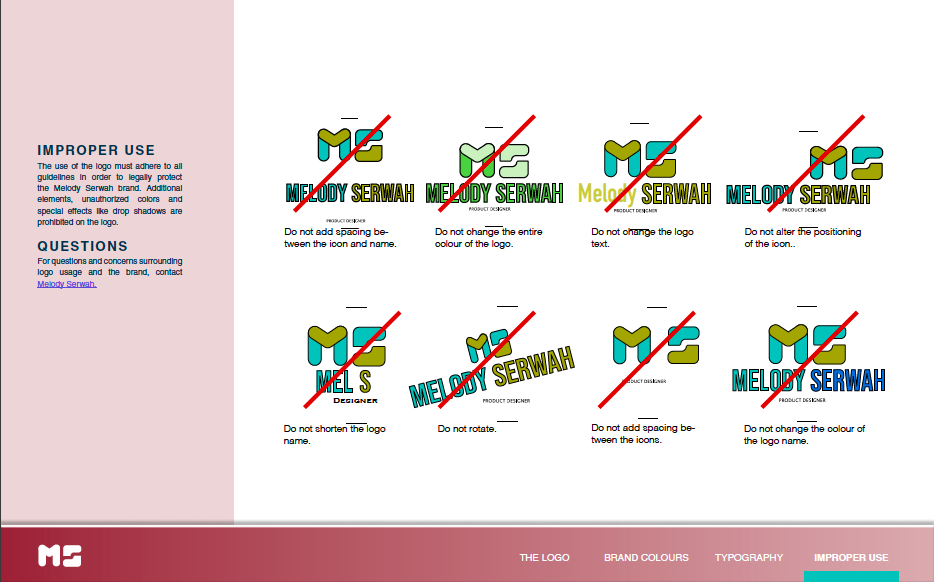 IMPROPER USE
The use of the logo must adhere to all
guidelines in order to legally protect
the Melody Serwah brand. Additional
elements, unauthorized colors and
special effects like drop shadows are
prohibited on the logo.
QUESTIONS
For questions and concerns surrounding
logo usage and the brand, contact
Melody Serwah.
MS
MELODY SERWAH
PRODUCT DESIGNER
Do not add spacing be-
tween the icon and name.
MS
MELODY SERWAH
PRODUCT DESIGNER
Do not change the entire
colour of the logo.
MS
Melody SERWAH
PRODUCT DESIGNER
Do not change the logo
text.
MS
MELODY SERWAH
PRODUCT DESIGNER
Do not alter the positioning
of the icon..
MS
MEL S
DESIGNER
Do not shorten the logo
name.
MS
MELODY SERWAH
PRODUCT DESIGNER
Do not rotate.
MS
PRODUCT DESIGNER
Do not add spacing be-
tween the icons.
MS
MELODY SERWAH
PRODUCT DESIGNER
Do not change the colour of
the logo name.
MS
THE LOGO BRAND COLOURS TYPOGRAPHY IMPROPER USE